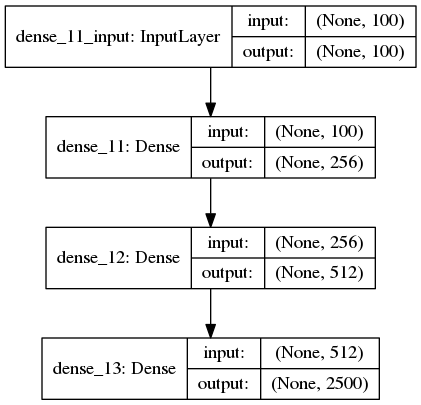 dense_11_input: InputLayer
input: (None, 100)
output: (None, 100)
dense_11: Dense
input: (None, 100)
output: (None, 256)
dense_12: Dense
input: (None, 256)
output: (None, 512)
dense_13: Dense
input: (None, 512)
output: (None, 2500)